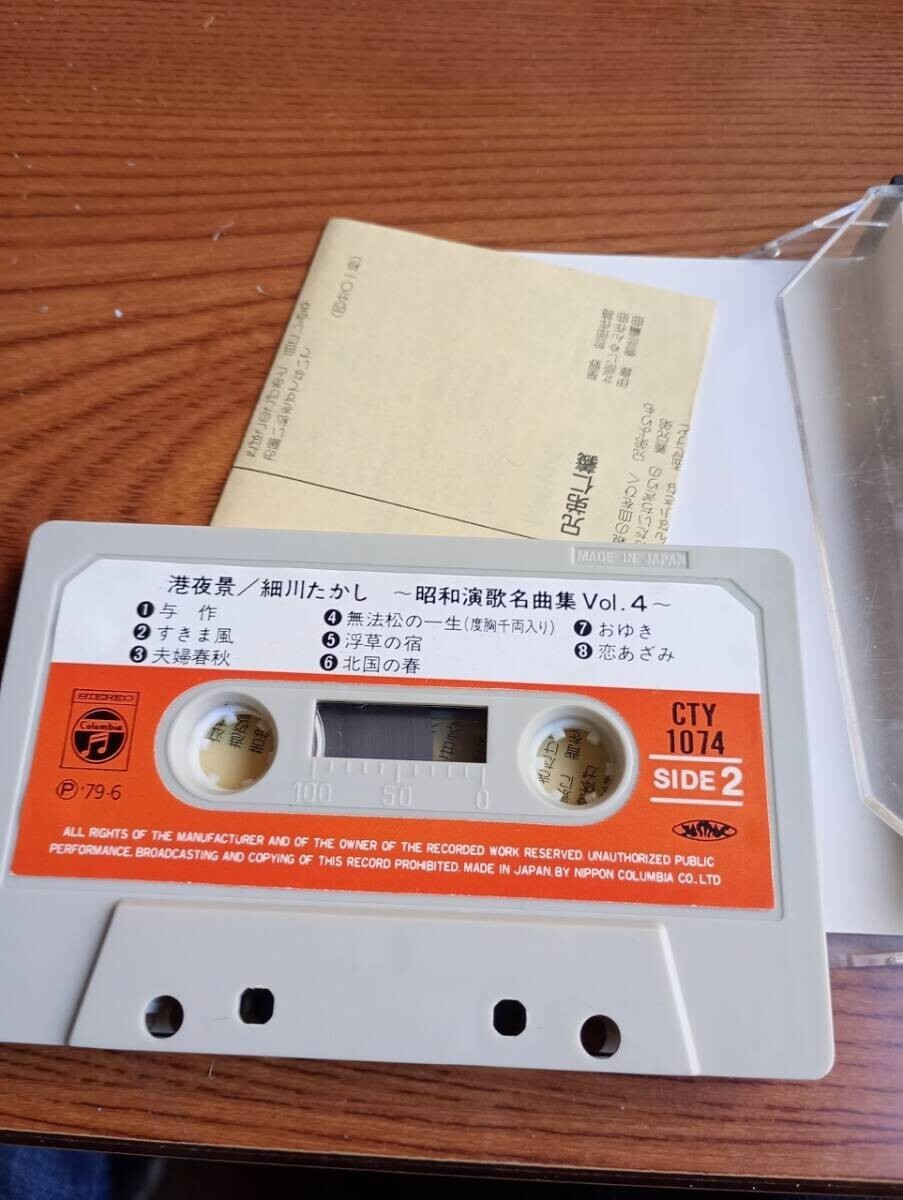 兄弟仁義
MADE IN JAPAN
港夜景/細川たかし 〜昭和演歌名曲集 Vol.4〜
❶与 作
❷すきま風
❸夫婦春秋
❹無法松の一生(度胸千両入り)
❺浮草の宿
❻北国の春
❼おゆき
❽恋あざみ
STEREO
Columbia
Ⓟ '79-6
100 50 0
CTY
1074
SIDE 2
ALL RIGHTS OF THE MANUFACTURER AND OF THE OWNER OF THE RECORDED WORK RESERVED. UNAUTHORIZED PUBLIC
PERFORMANCE. BROADCASTING AND COPYING OF THIS RECORD PROHIBITED. MADE IN JAPAN. BY NIPPON COLUMBIA CO., LTD